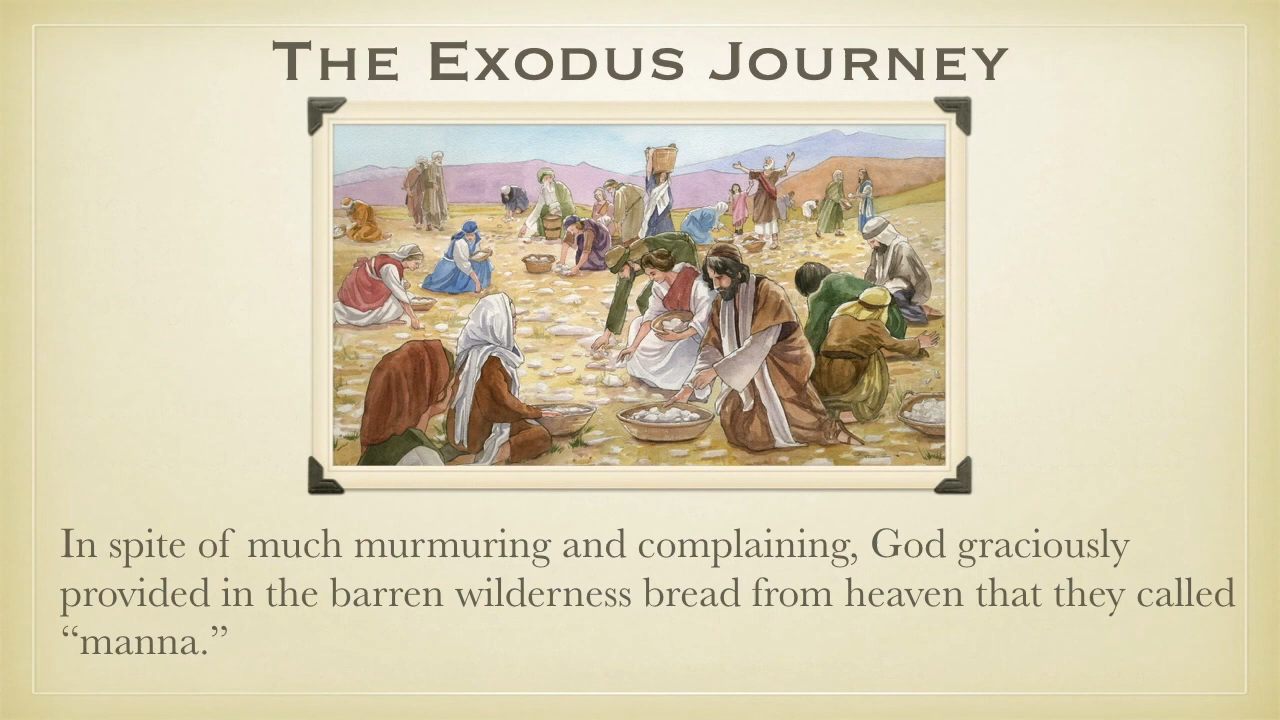 The Exodus Journey
In spite of much murmuring and complaining, God graciously
provided in the barren wilderness bread from heaven that they called
“manna.”